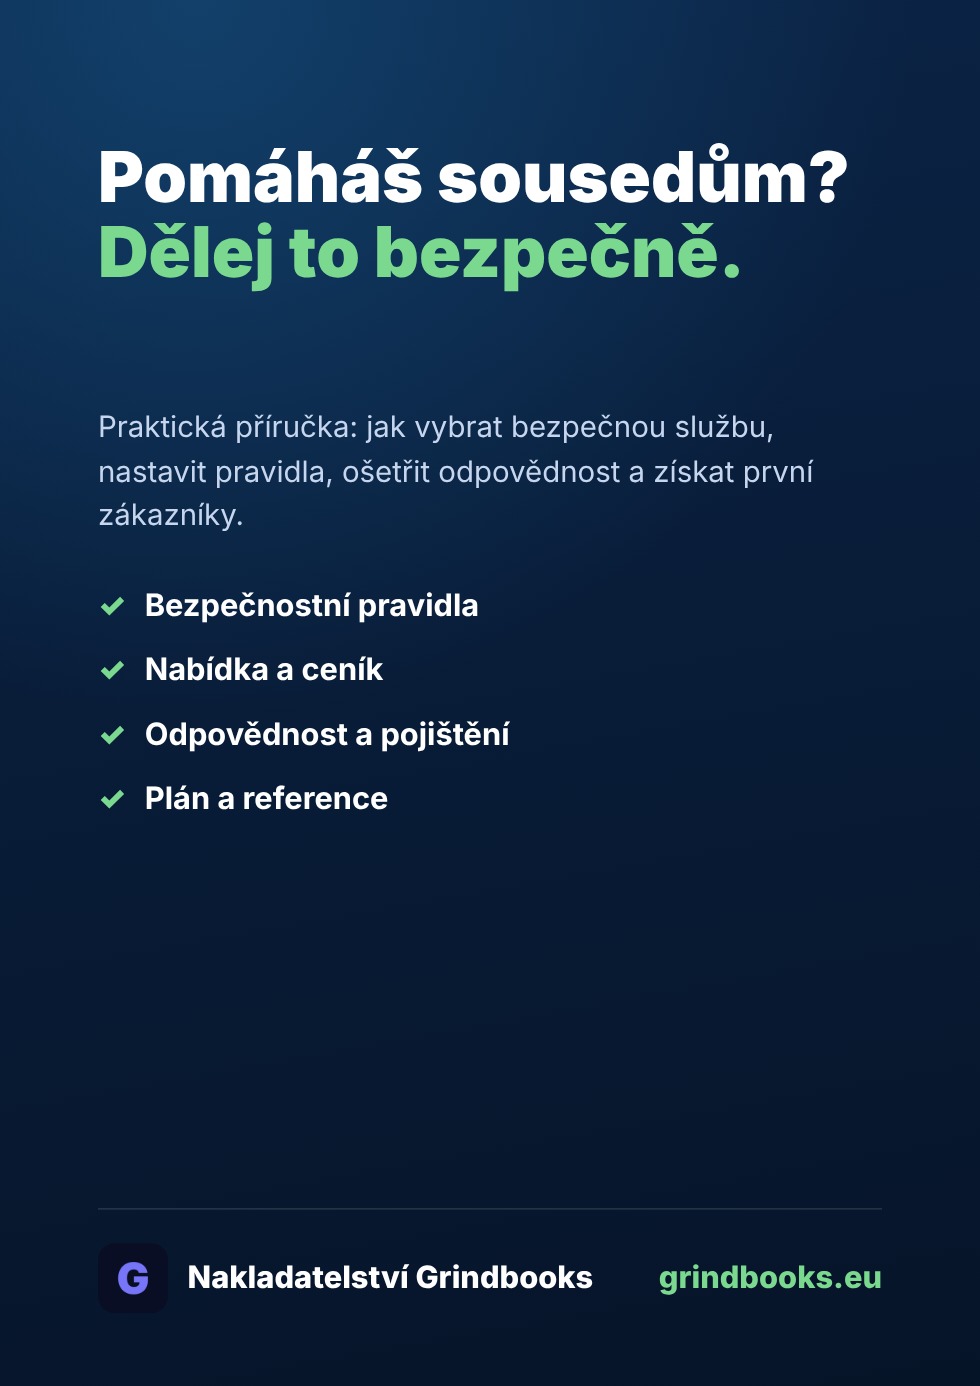 Pomáháš sousedům?
Dělej to bezpečně.
Praktická příručka: jak vybrat bezpečnou službu,
nastavit pravidla, ošetřit odpovědnost a získat první
zákazníky.
Bezpečnostní pravidla
Nabídka a ceník
Odpovědnost a pojištění
Plán a reference
G Nakladatelství Grindbooks grindbooks.eu